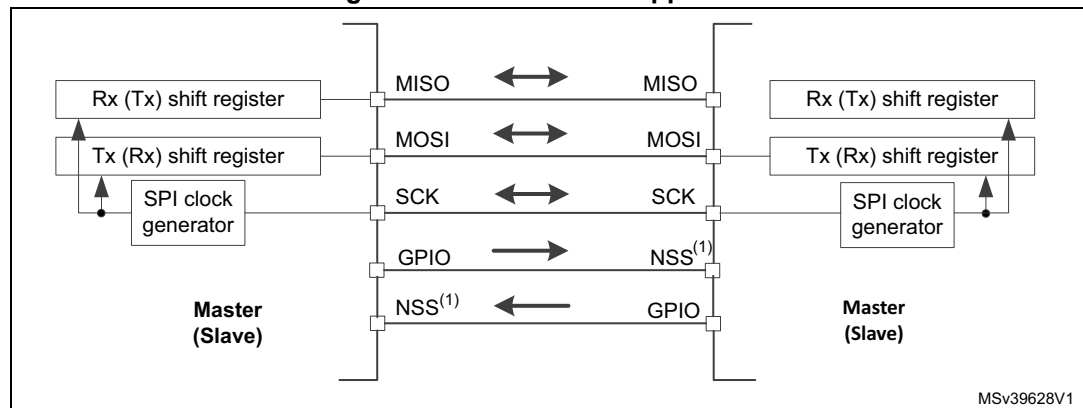 MISO
MISO
Rx (Tx) shift register
Rx (Tx) shift register
MOSI
MOSI
Tx (Rx) shift register
Tx (Rx) shift register
SCK
SCK
SPI clock
generator
SPI clock
generator
GPIO
NSS(1)
NSS(1)
GPIO
Master
(Slave)
Master
(Slave)
MSv39628V1